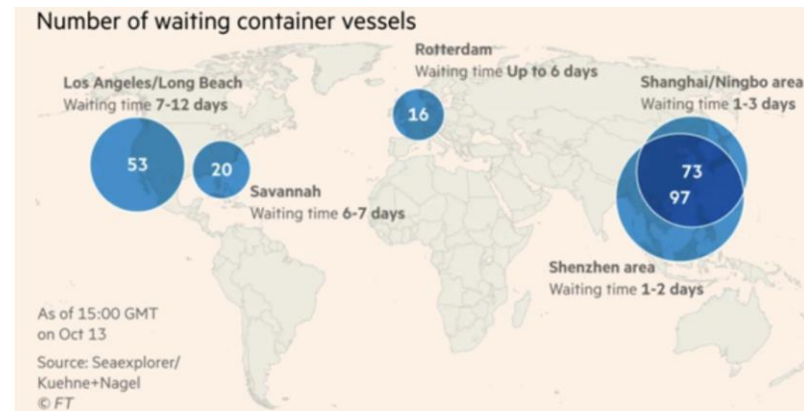 Number of waiting container vessels
Rotterdam
Waiting time Up to 6 days
Los Angeles/Long Beach
Waiting time 7-12 days
Shanghai/Ningbo area
Waiting time 1-3 days
16
53
20
73
97
Savannah
Waiting time 6-7 days
Shenzhen area
Waiting time 1-2 days
As of 15:00 GMT
on Oct 13
Source: Seaexplorer/
Kuehne+Nagel
© FT